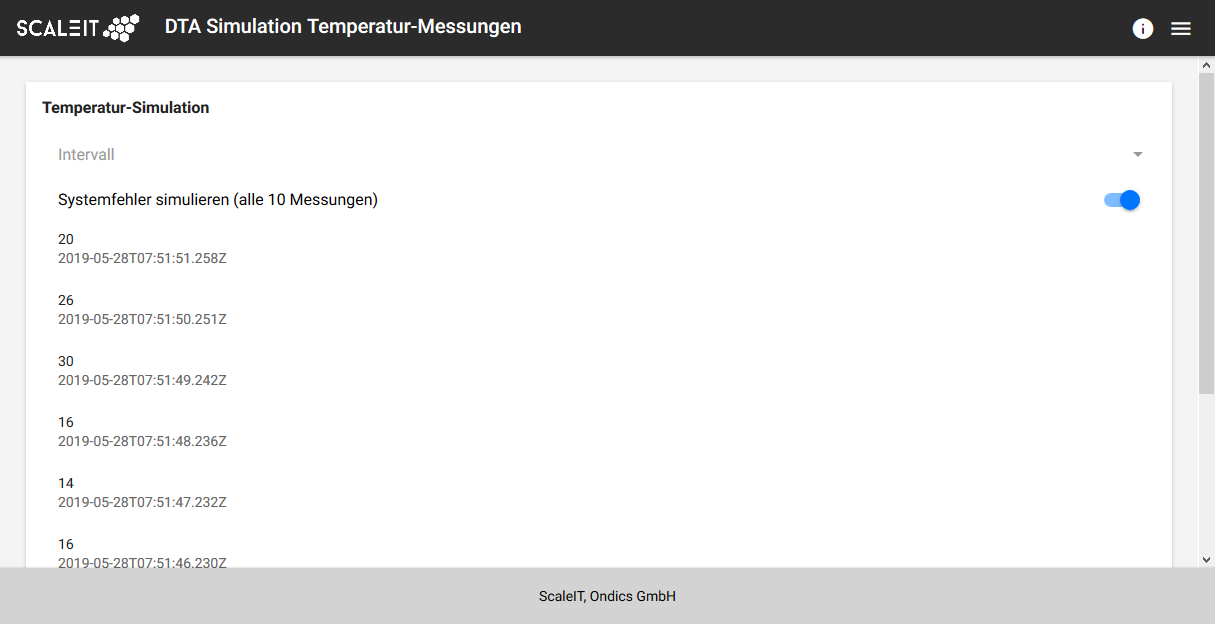 SCALEIT
DTA Simulation Temperatur-Messungen
Temperatur-Simulation
Intervall
Systemfehler simulieren (alle 10 Messungen)
20
2019-05-28T07:51:51.258Z
26
2019-05-28T07:51:50.251Z
30
2019-05-28T07:51:49.242Z
16
2019-05-28T07:51:48.236Z
14
2019-05-28T07:51:47.232Z
16
2019-05-28T07:51:46.230Z
ScaleIT, Ondics GmbH